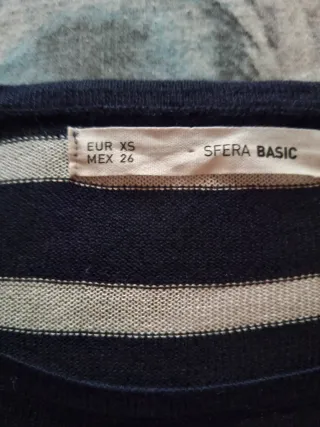 EUR XS
MEX 26
SFERA BASIC